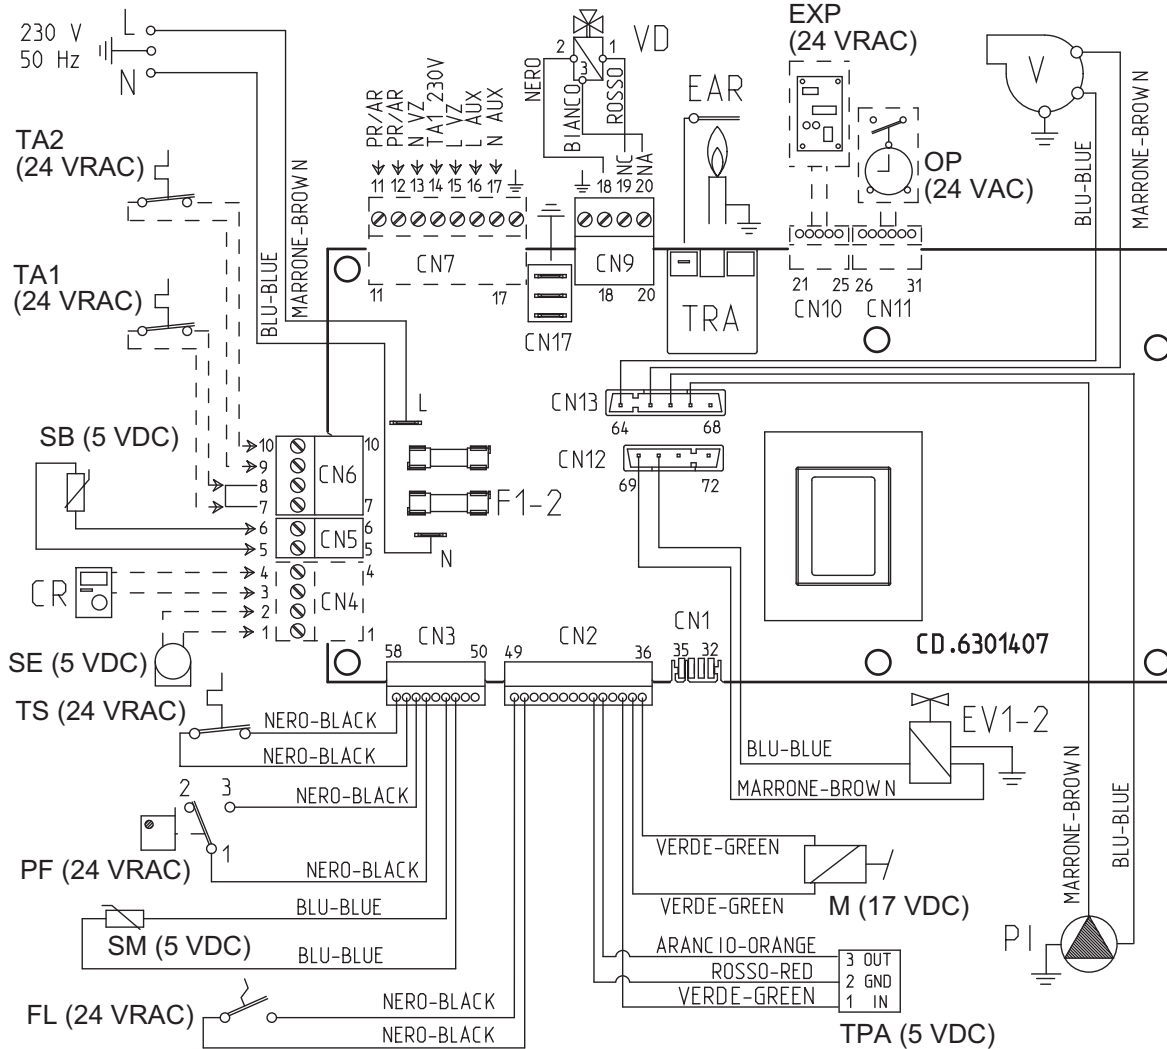 230 V
50 Hz
L
N
TA2
(24 VRAC)
TA1
(24 VRAC)
BLU-BLUE
MARRONE-BROWN
PR/AR
PR/AR
N VZ
TA1 230V
L VZ
L AUX
N AUX
11 12 13 14 15 16 17
CN7
11
17
CN17
VD
2
1
3
NERO
BIANCO
ROSSO
NC
NA
18 19 20
CN9
18 20
EAR
TRA
EXP
(24 VRAC)
OP
(24 VAC)
21 25 26 31
CN10
CN11
V
BLU-BLUE
MARRONE-BROWN
CN13
64 68
CN12
69 72
L
F1-2
N
SB (5 VDC)
10
9
8
7
CN6
10
7
6
5
CN5
6
5
CR
4
3
2
1
CN4
4
1
SE (5 VDC)
CN3
58 50
CN2
49 36
CN1
35 32
CD.6301407
TS (24 VRAC)
NERO-BLACK
NERO-BLACK
2 3
1
NERO-BLACK
PF (24 VRAC)
NERO-BLACK
BLU-BLUE
SM (5 VDC)
BLU-BLUE
FL (24 VRAC)
NERO-BLACK
NERO-BLACK
EV1-2
BLU-BLUE
MARRONE-BROWN
VERDE-GREEN
VERDE-GREEN
M (17 VDC)
ARANCIO-ORANGE
ROSSO-RED
VERDE-GREEN
3 OUT
2 GND
1 IN
TPA (5 VDC)
PI
MARRONE-BROWN
BLU-BLUE